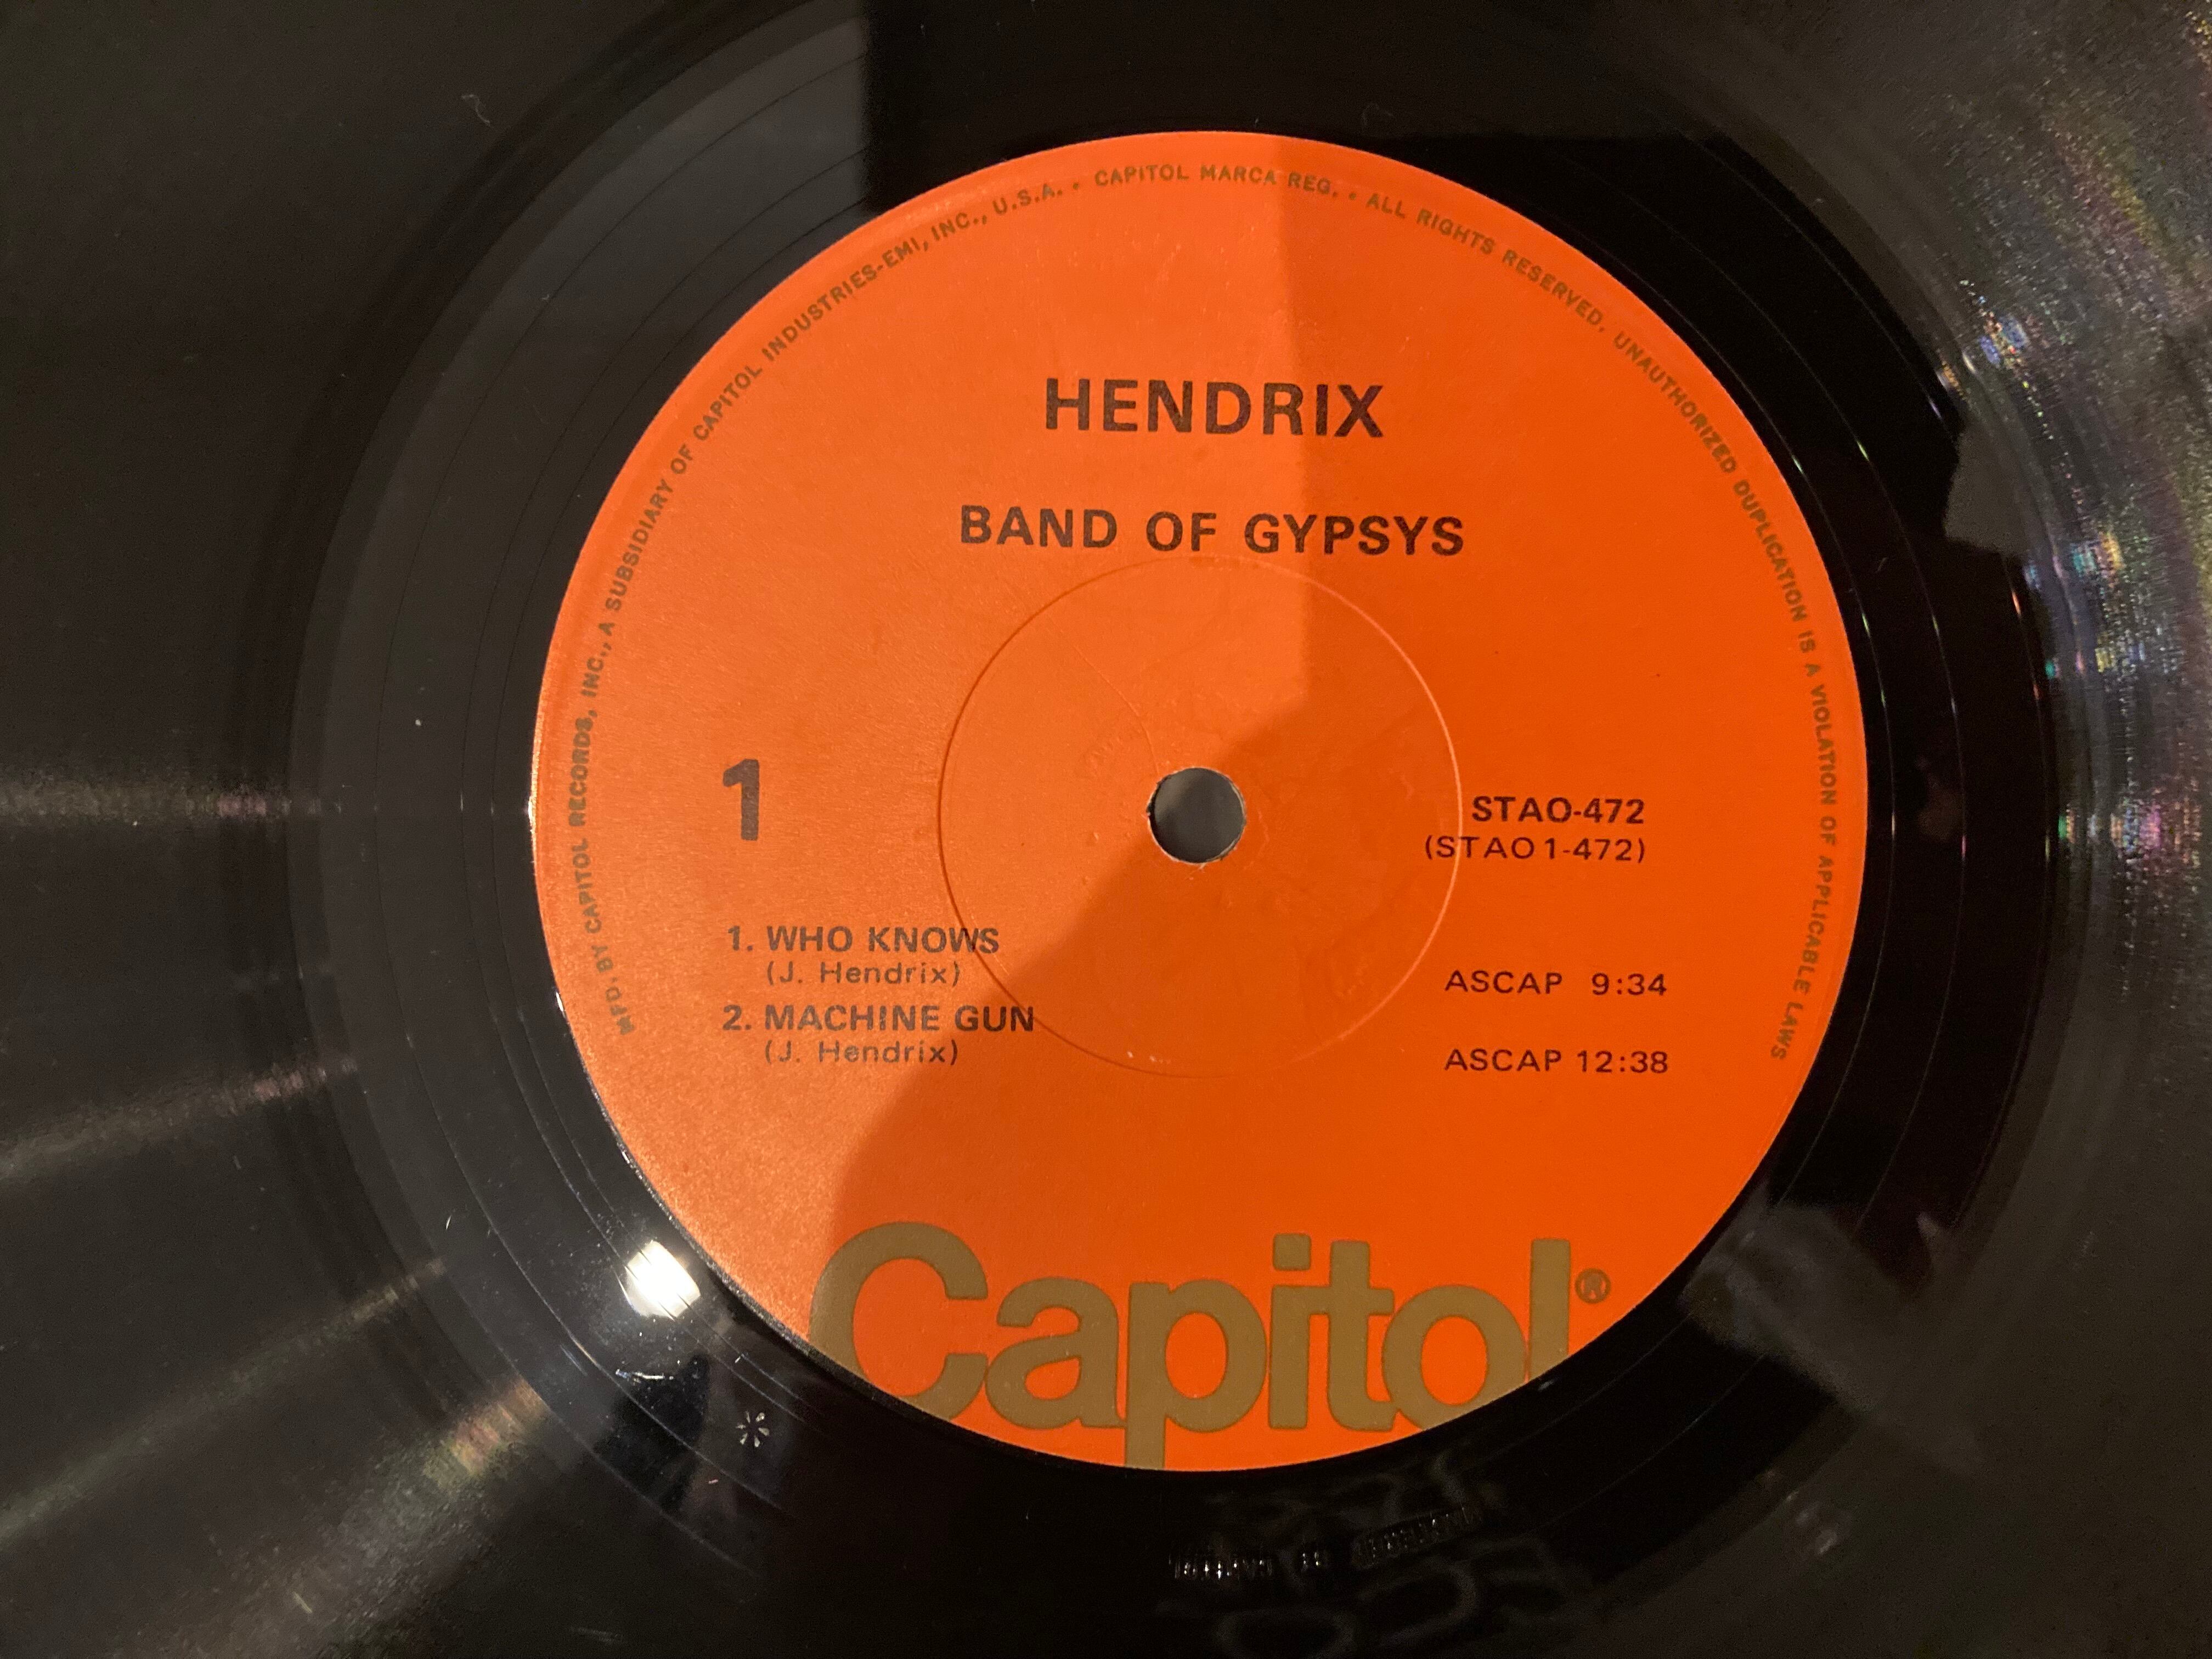 MFD. BY CAPITOL RECORDS, INC., A SUBSIDIARY OF CAPITOL INDUSTRIES-EMI, INC., U.S.A. • CAPITOL MARCA REG. • ALL RIGHTS RESERVED. UNAUTHORIZED DUPLICATION IS A VIOLATION OF APPLICABLE LAWS
HENDRIX
BAND OF GYPSYS
1
STAO-472
(STAO1-472)
1. WHO KNOWS
(J. Hendrix)
ASCAP 9:34
2. MACHINE GUN
(J. Hendrix)
ASCAP 12:38
Capitol®